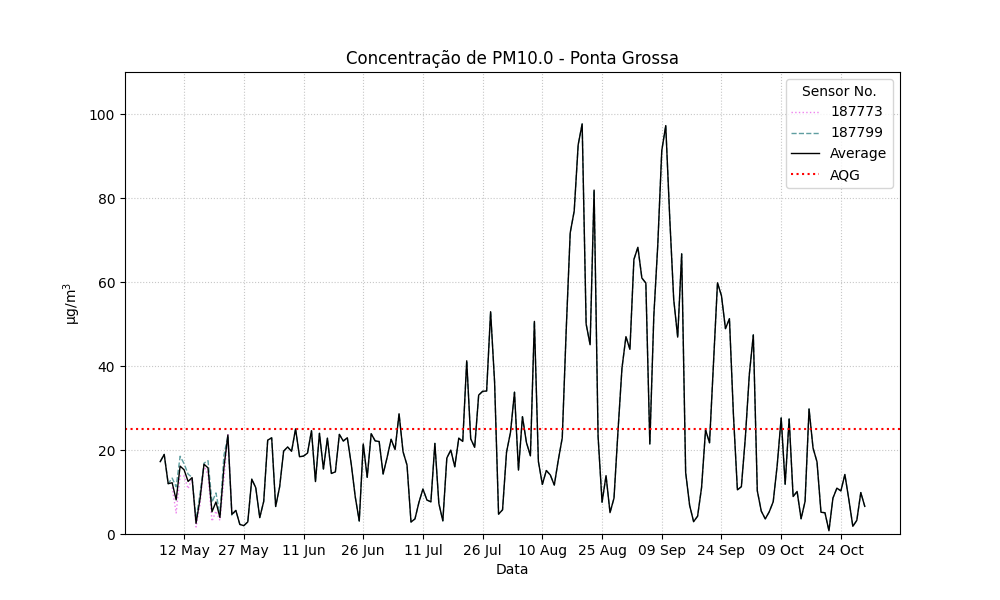 Concentração de PM10.0 - Ponta Grossa
Sensor No.
187773
187799
Average
AQG
100
80
60
40
20
0
µg/m³
12 May 27 May 11 Jun 26 Jun 11 Jul 26 Jul 10 Aug 25 Aug 09 Sep 24 Sep 09 Oct 24 Oct
Data